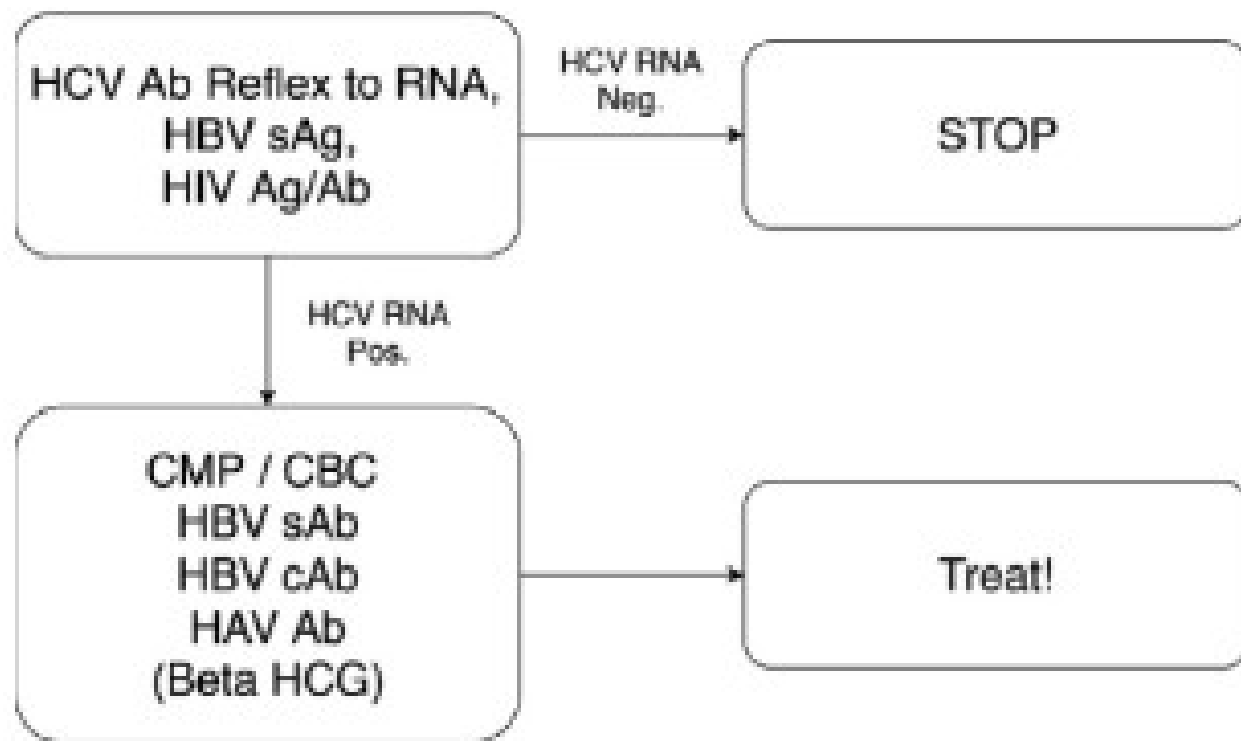 HCV Ab Reflex to RNA,
HBV sAg,
HIV Ag/Ab
HCV RNA
Neg.
STOP
HCV RNA
Pos.
CMP / CBC
HBV sAb
HBV cAb
HAV Ab
(Beta HCG)
Treat!